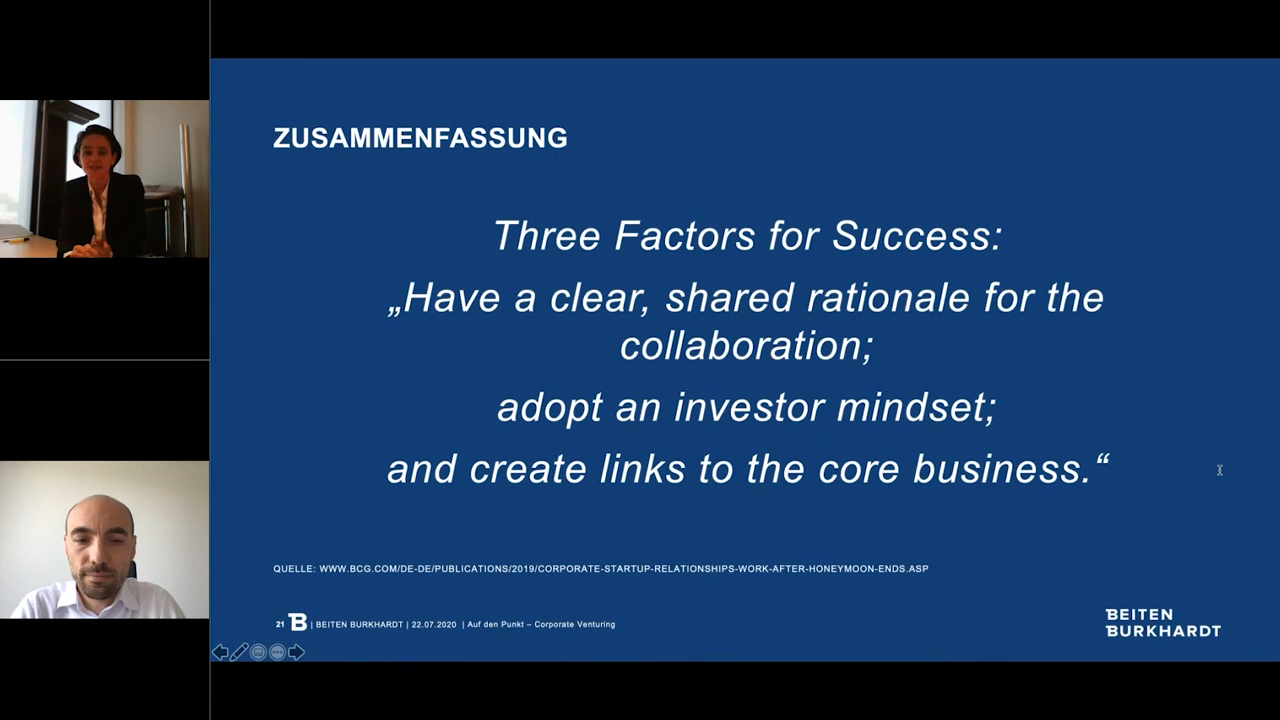 ZUSAMMENFASSUNG
Three Factors for Success:
„Have a clear, shared rationale for the
collaboration;
adopt an investor mindset;
and create links to the core business.“
QUELLE: WWW.BCG.COM/DE-DE/PUBLICATIONS/2019/CORPORATE-STARTUP-RELATIONSHIPS-WORK-AFTER-HONEYMOON-ENDS.ASP
21 B | BEITEN BURKHARDT | 22.07.2020 | Auf den Punkt – Corporate Venturing
BEITEN
BURKHARDT